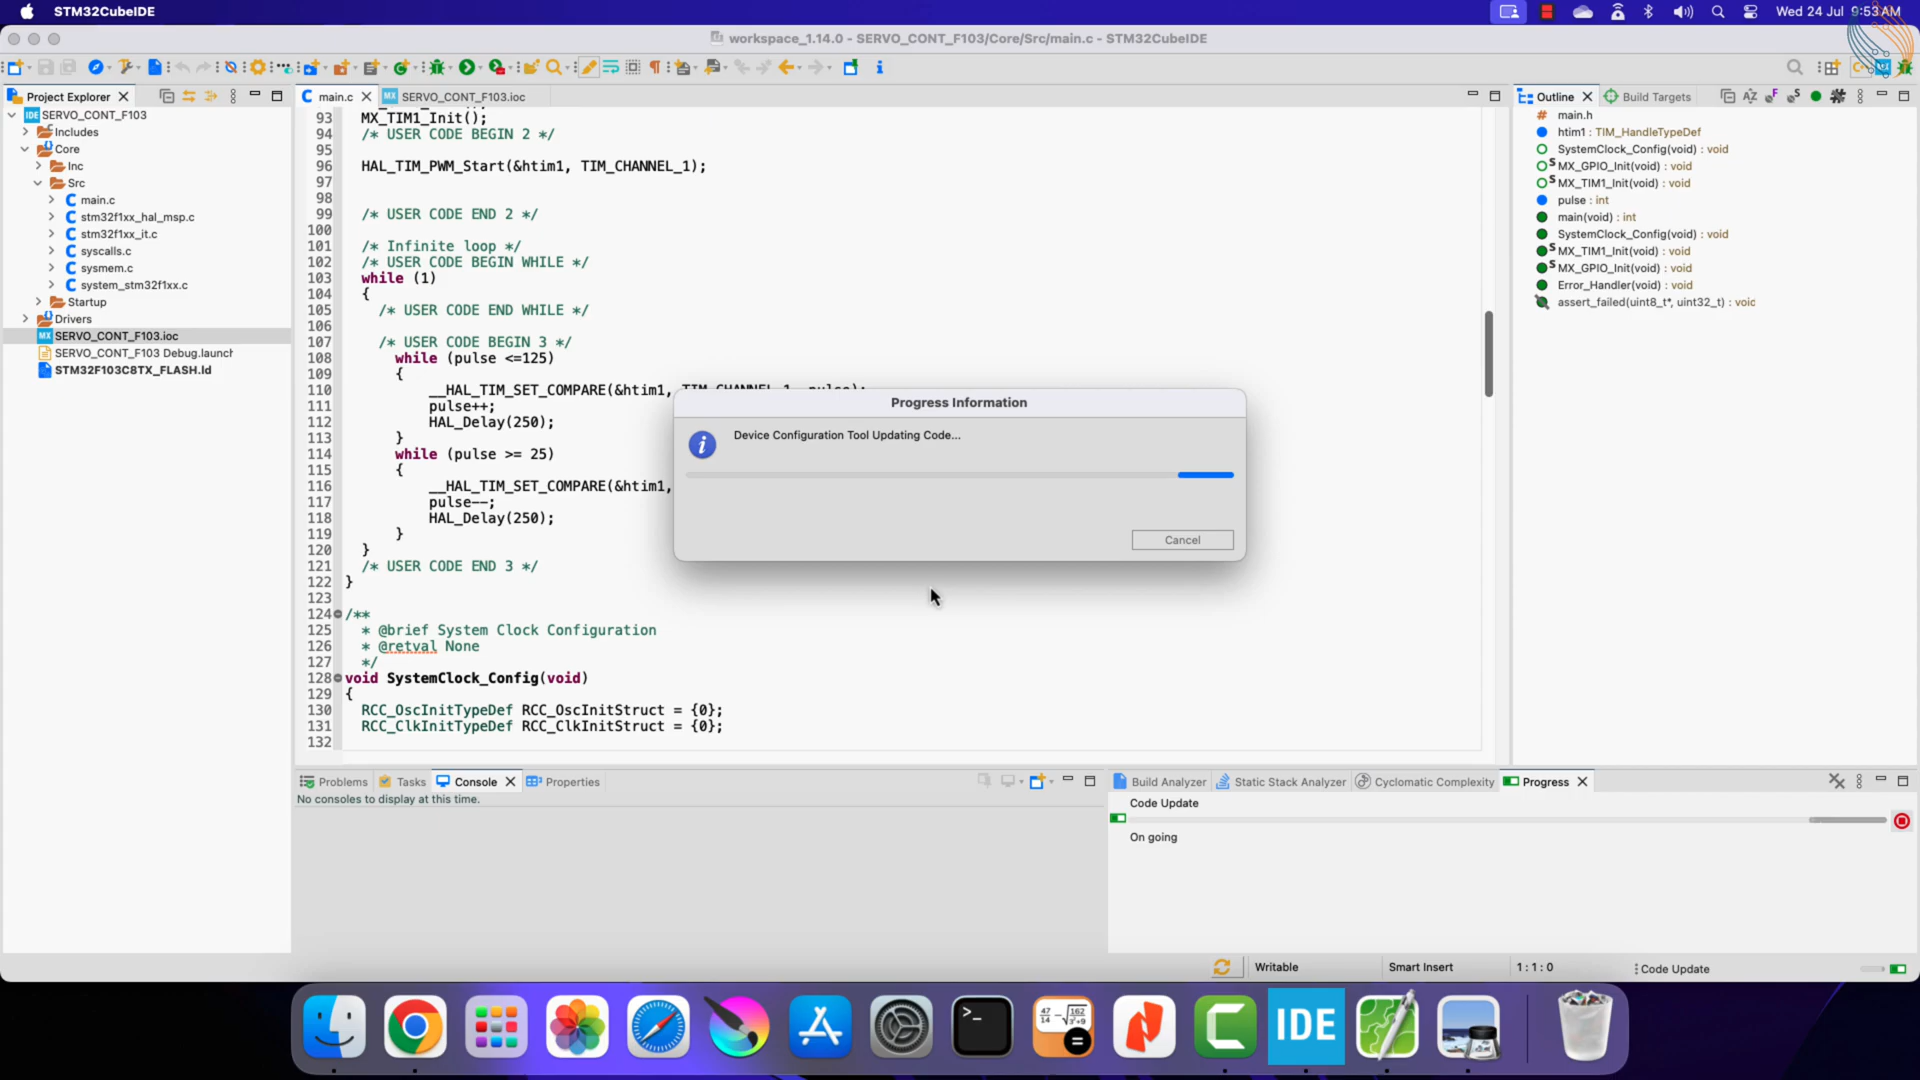 STM32CubeIDE
Wed 24 Jul 9:53AM
workspace_1.14.0 - SERVO_CONT_F103/Core/Src/main.c - STM32CubeIDE
Project Explorer
SERVO_CONT_F103
Includes
Core
Inc
Src
main.c
stm32f1xx_hal_msp.c
stm32f1xx_it.c
syscalls.c
sysmem.c
system_stm32f1xx.c
Startup
Drivers
SERVO_CONT_F103.ioc
SERVO_CONT_F103 Debug.launch
STM32F103C8TX_FLASH.ld
main.c
SERVO_CONT_F103.ioc
93 MX_TIM1_Init();
94 /* USER CODE BEGIN 2 */
95
96 HAL_TIM_PWM_Start(&htim1, TIM_CHANNEL_1);
97
98
99 /* USER CODE END 2 */
100
101 /* Infinite loop */
102 /* USER CODE BEGIN WHILE */
103 while (1)
104 {
105 /* USER CODE END WHILE */
106
107 /* USER CODE BEGIN 3 */
108 while (pulse <=125)
109 {
110 __HAL_TIM_SET_COMPARE(&htim1, TIM_CHANNEL_1, pulse);
111 pulse++;
112 HAL_Delay(250);
113 }
114 while (pulse >= 25)
115 {
116 __HAL_TIM_SET_COMPARE(&htim1,
117 pulse--;
118 HAL_Delay(250);
119 }
120 }
121 /* USER CODE END 3 */
122 }
123
124 /**
125 * @brief System Clock Configuration
126 * @retval None
127 */
128 void SystemClock_Config(void)
129 {
130 RCC_OscInitTypeDef RCC_OscInitStruct = {0};
131 RCC_ClkInitTypeDef RCC_ClkInitStruct = {0};
132
Progress Information
Device Configuration Tool Updating Code...
Cancel
Outline
Build Targets
main.h
htim1 : TIM_HandleTypeDef
SystemClock_Config(void) : void
MX_GPIO_Init(void) : void
MX_TIM1_Init(void) : void
pulse : int
main(void) : int
SystemClock_Config(void) : void
MX_TIM1_Init(void) : void
MX_GPIO_Init(void) : void
Error_Handler(void) : void
assert_failed(uint8_t*, uint32_t) : void
Problems
Tasks
Console
Properties
No consoles to display at this time.
Build Analyzer
Static Stack Analyzer
Cyclomatic Complexity
Progress
Code Update
On going
Writable
Smart Insert
1 : 1 : 0
Code Update
IDE